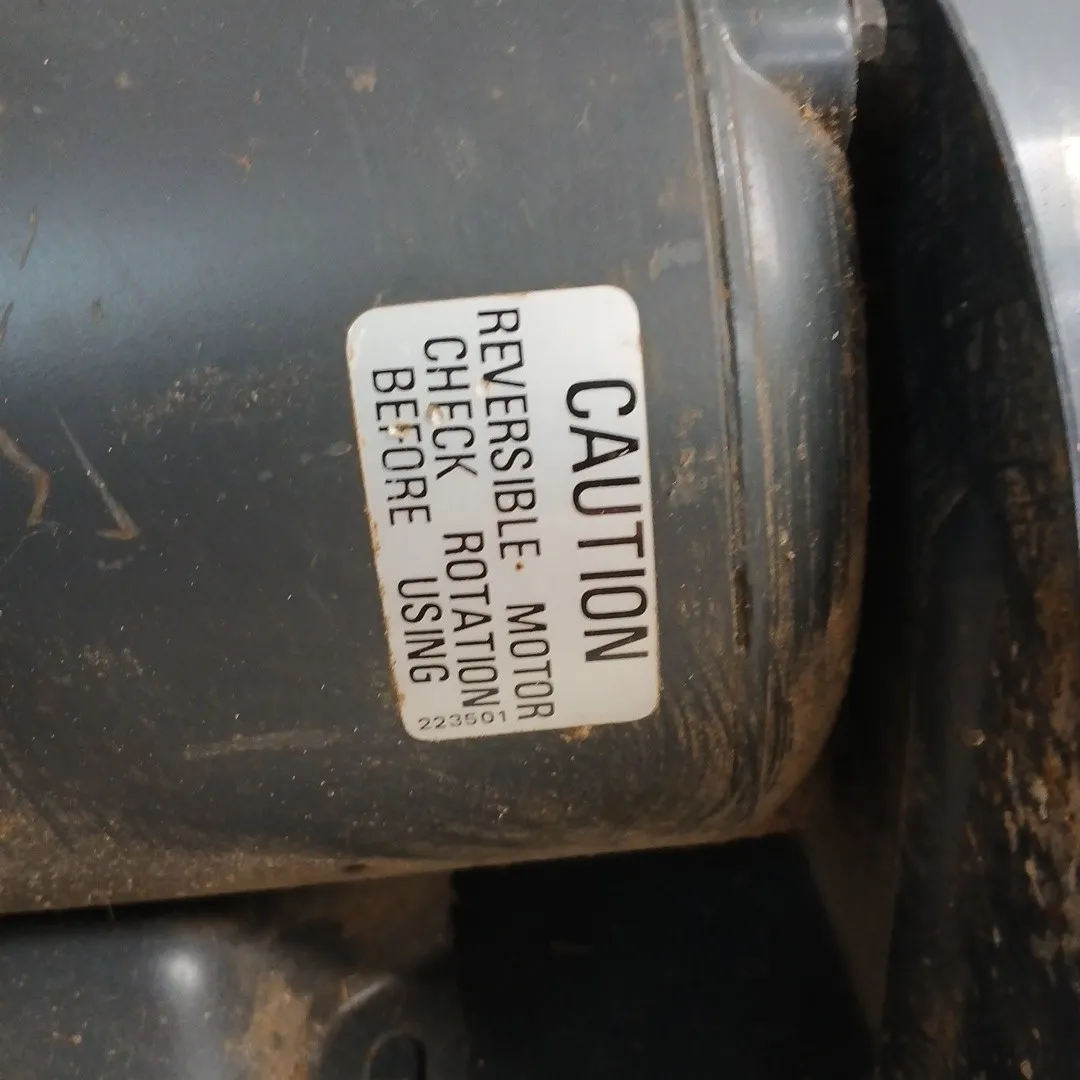 CAUTION
REVERSIBLE MOTOR
CHECK ROTATION
BEFORE USING
223501